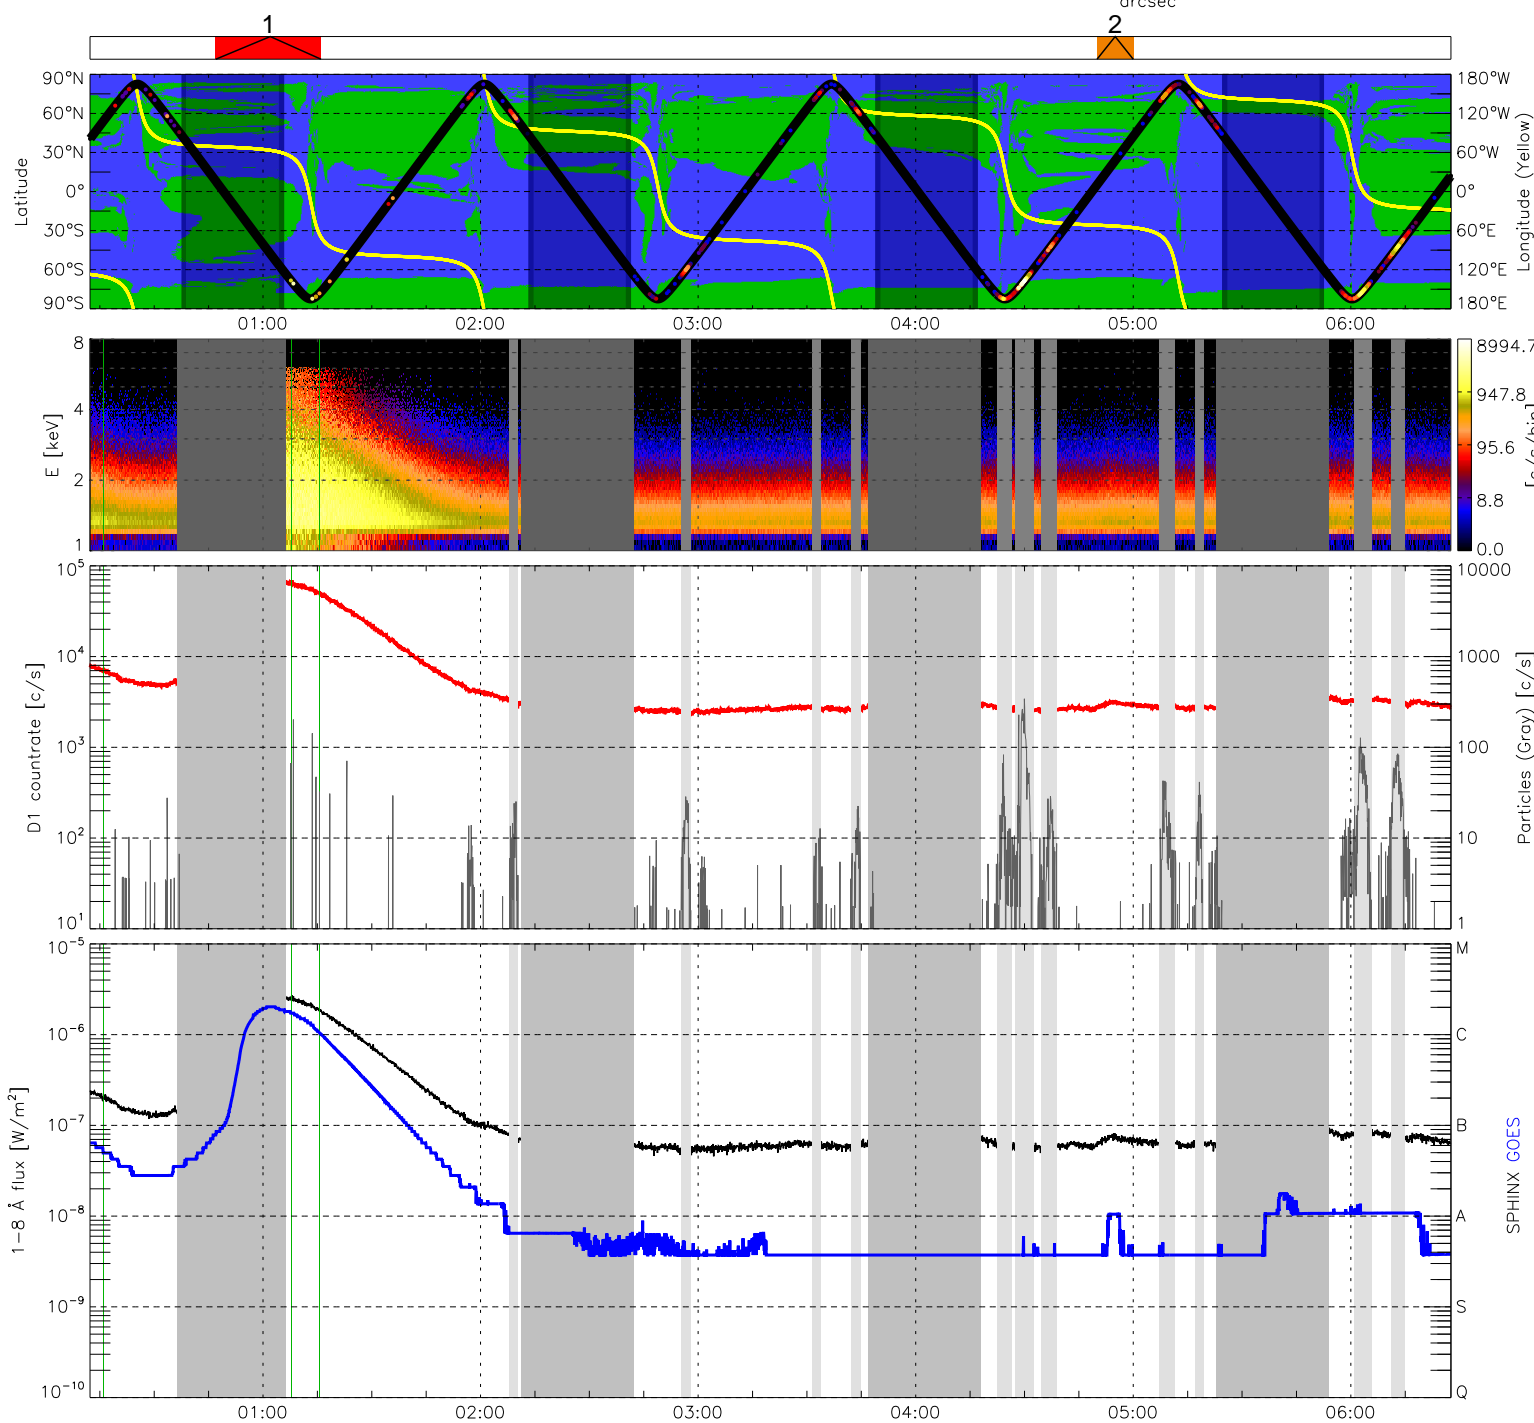 arcsec
1 2
90°N 180°W
60°N 120°W
30°N 60°W
0° 0°
30°S 60°E
60°S 120°E
90°S 180°E
Latitude
Longitude (Yellow)
01:00 02:00 03:00 04:00 05:00 06:00
8 8994.7
4 947.8
2 95.6
8.8
1 0.0
E [keV]
10⁵ 10000
10⁴ 1000
10³ 100
10² 10
10¹ 1
D1 countrate [c/s]
Particles (Gray) [c/s]
10⁻⁵ M
10⁻⁶ C
10⁻⁷ B
10⁻⁸ A
10⁻⁹ S
10⁻¹⁰ Q
1−8 Å flux [W/m²]
SPHINX GOES
01:00 02:00 03:00 04:00 05:00 06:00